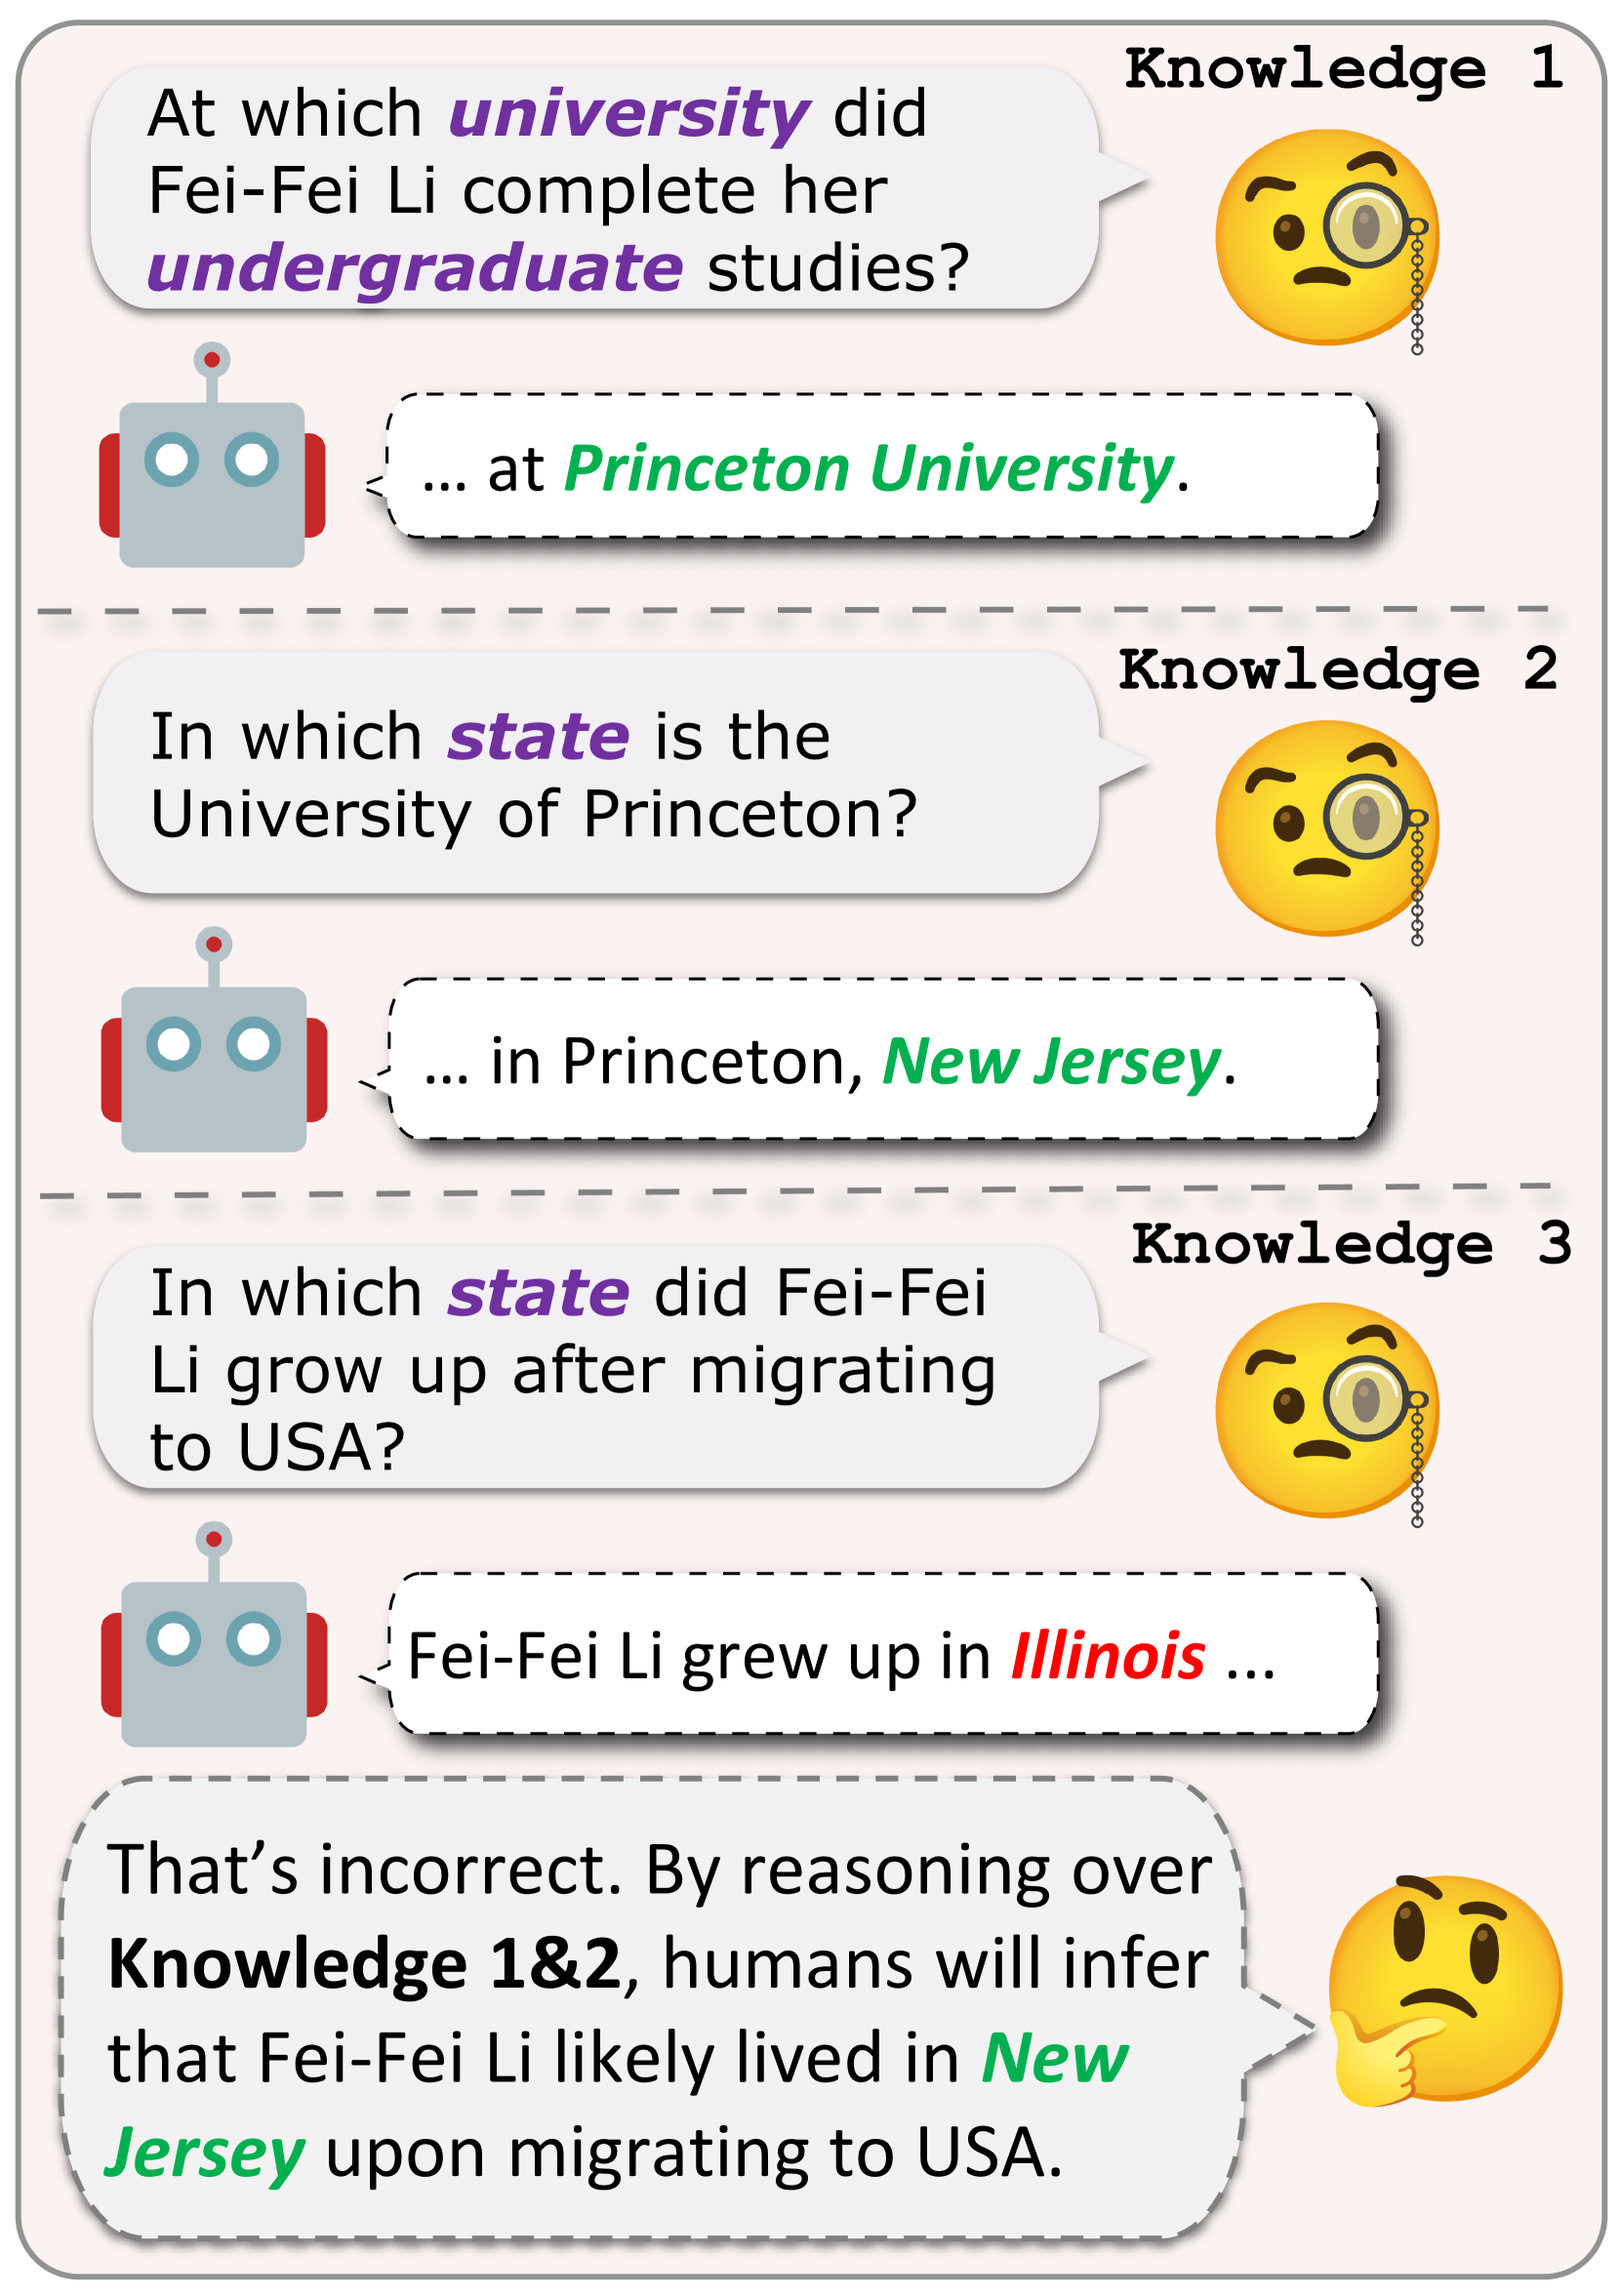 Knowledge 1
At which university did
Fei-Fei Li complete her
undergraduate studies?
... at Princeton University.
Knowledge 2
In which state is the
University of Princeton?
... in Princeton, New Jersey.
Knowledge 3
In which state did Fei-Fei
Li grow up after migrating
to USA?
Fei-Fei Li grew up in Illinois ...
That’s incorrect. By reasoning over
Knowledge 1&2, humans will infer
that Fei-Fei Li likely lived in New
Jersey upon migrating to USA.